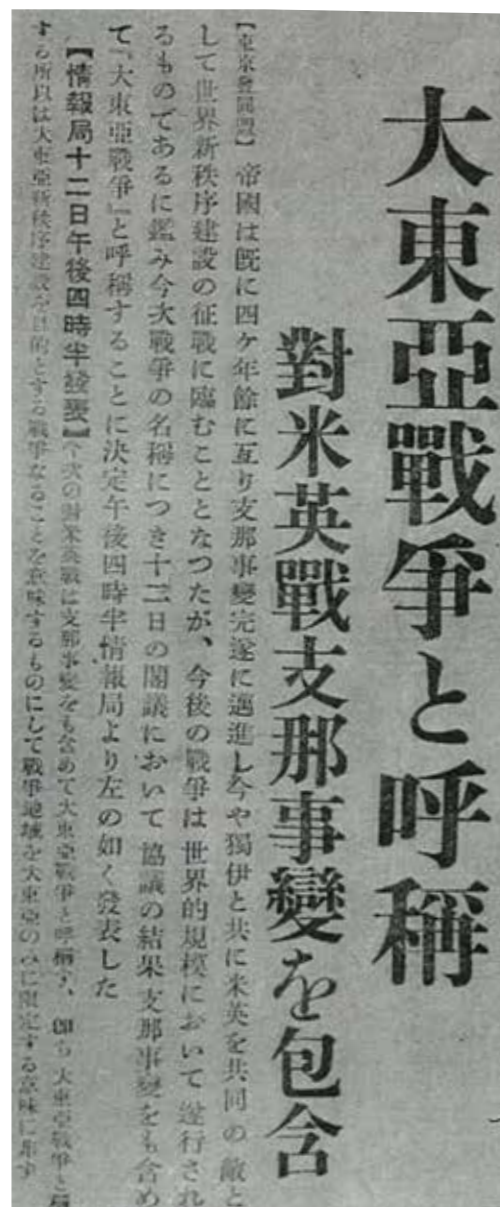 大東亞戰爭と呼稱
對米英戰支那事變を包含
【東京發同盟】帝國は既に四ケ年餘に亙り支那事變完遂に邁進し今や獨伊と共に米英を共同の敵と
して世界新秩序建設の征戰に臨むこととなつたが、今後の戰爭は世界的規模において遂行され
るものであるに鑑み今次戰爭の名稱につき十二日の閣議において協議の結果支那事變をも含め
て『大東亞戰爭』と呼稱することに決定午後四時半情報局より左の如く發表した
【情報局十二日午後四時半發表】今次の對米英戰は支那事變をも含めて大東亞戰爭と呼稱す、即ち大東亞戰爭と稱
する所以は大東亞新秩序建設を目的とする戰爭なることを意味するものにして戰爭地域を大東亞のみに限定する意味に非ず